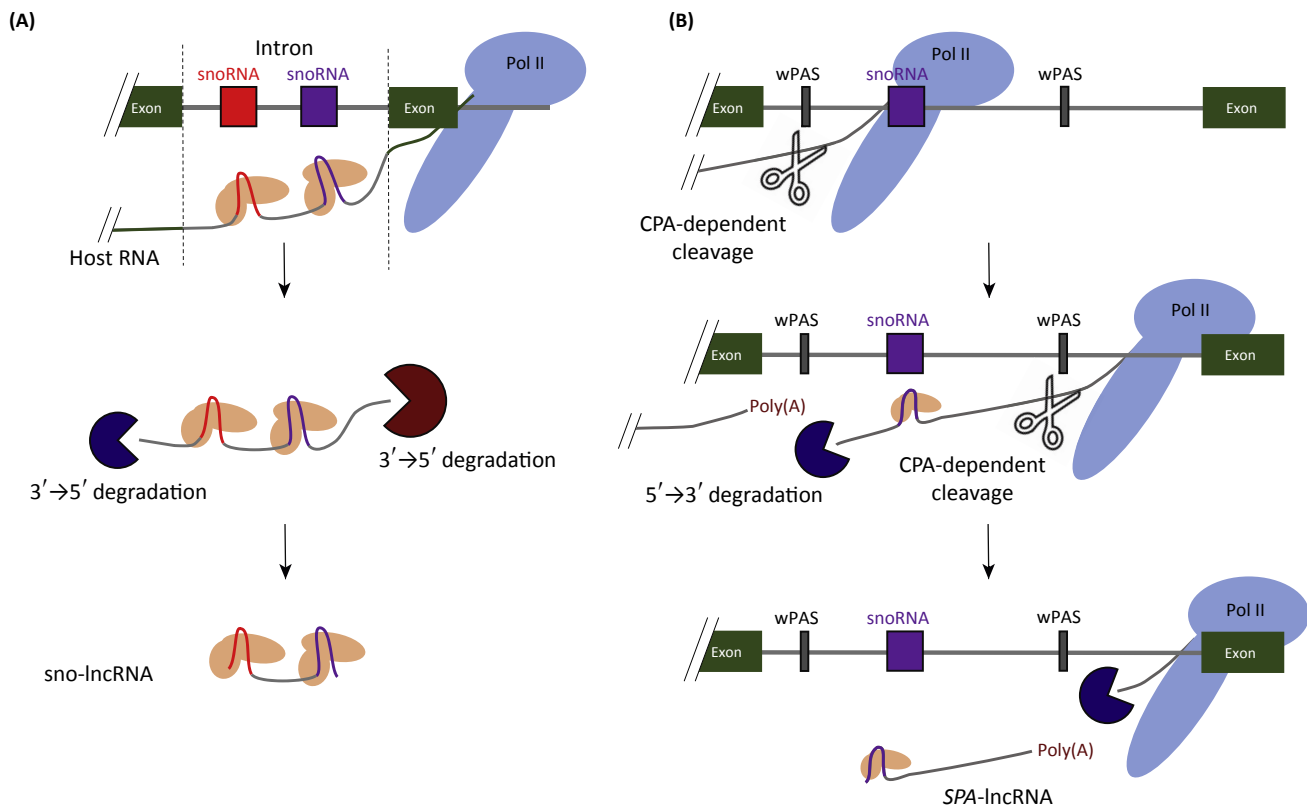 (A)
Intron
snoRNA snoRNA
Pol II
Exon Exon
Host RNA
3′→5′ degradation
3′→5′ degradation
sno-lncRNA
(B)
wPAS snoRNA wPAS
Pol II
Exon Exon
CPA-dependent
cleavage
wPAS snoRNA wPAS
Pol II
Exon Exon
Poly(A)
5′→3′ degradation
CPA-dependent
cleavage
wPAS snoRNA wPAS
Pol II
Exon Exon
Poly(A)
SPA-lncRNA